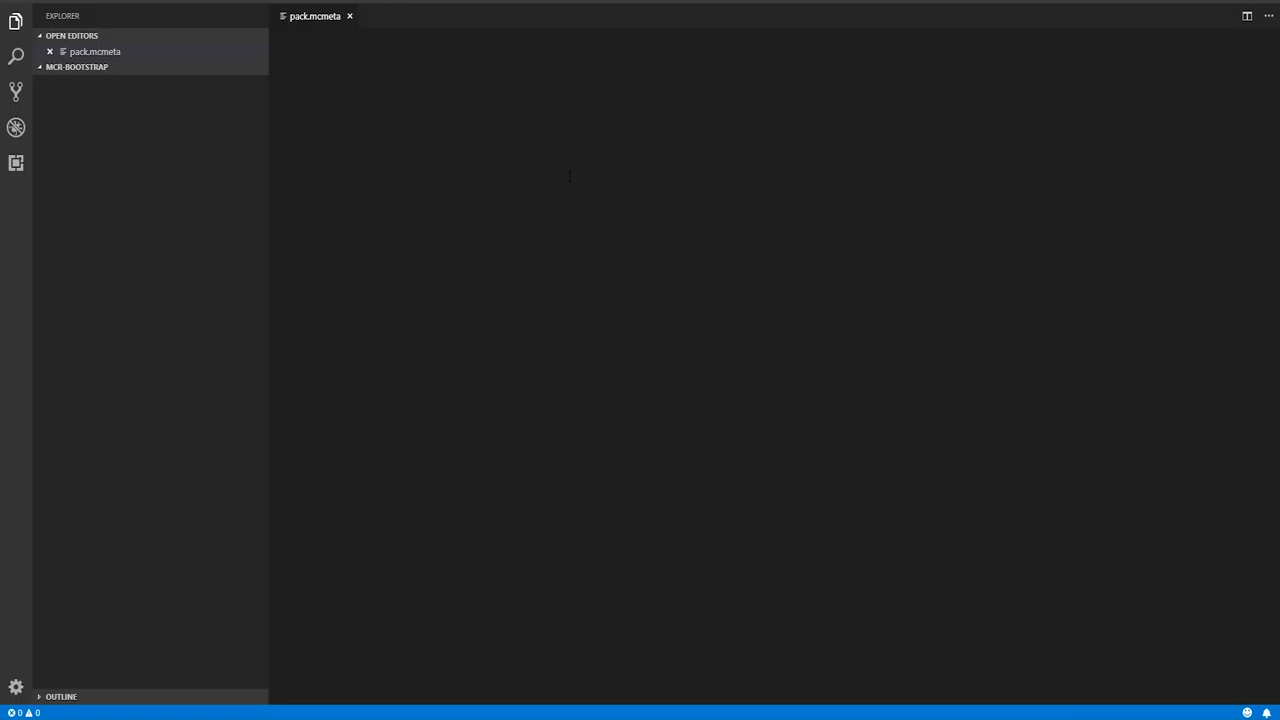 EXPLORER
OPEN EDITORS
pack.mcmeta
MCR-BOOTSTRAP
OUTLINE
pack.mcmeta
0 0